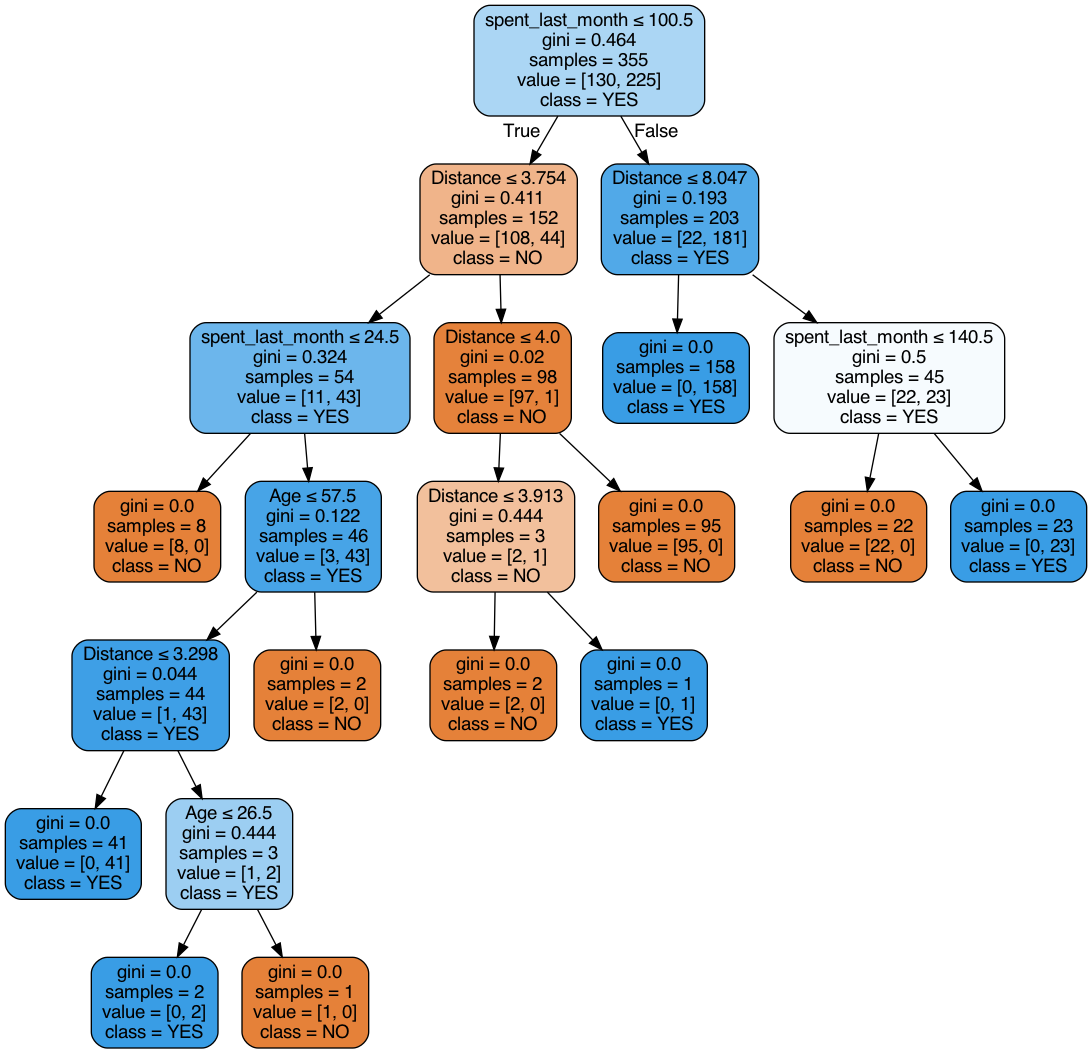 spent_last_month ≤ 100.5
gini = 0.464
samples = 355
value = [130, 225]
class = YES
True
False
Distance ≤ 3.754
gini = 0.411
samples = 152
value = [108, 44]
class = NO
Distance ≤ 8.047
gini = 0.193
samples = 203
value = [22, 181]
class = YES
spent_last_month ≤ 24.5
gini = 0.324
samples = 54
value = [11, 43]
class = YES
Distance ≤ 4.0
gini = 0.02
samples = 98
value = [97, 1]
class = NO
gini = 0.0
samples = 158
value = [0, 158]
class = YES
spent_last_month ≤ 140.5
gini = 0.5
samples = 45
value = [22, 23]
class = YES
gini = 0.0
samples = 8
value = [8, 0]
class = NO
Age ≤ 57.5
gini = 0.122
samples = 46
value = [3, 43]
class = YES
Distance ≤ 3.913
gini = 0.444
samples = 3
value = [2, 1]
class = NO
gini = 0.0
samples = 95
value = [95, 0]
class = NO
gini = 0.0
samples = 22
value = [22, 0]
class = NO
gini = 0.0
samples = 23
value = [0, 23]
class = YES
Distance ≤ 3.298
gini = 0.044
samples = 44
value = [1, 43]
class = YES
gini = 0.0
samples = 2
value = [2, 0]
class = NO
gini = 0.0
samples = 2
value = [2, 0]
class = NO
gini = 0.0
samples = 1
value = [0, 1]
class = YES
gini = 0.0
samples = 41
value = [0, 41]
class = YES
Age ≤ 26.5
gini = 0.444
samples = 3
value = [1, 2]
class = YES
gini = 0.0
samples = 2
value = [0, 2]
class = YES
gini = 0.0
samples = 1
value = [1, 0]
class = NO